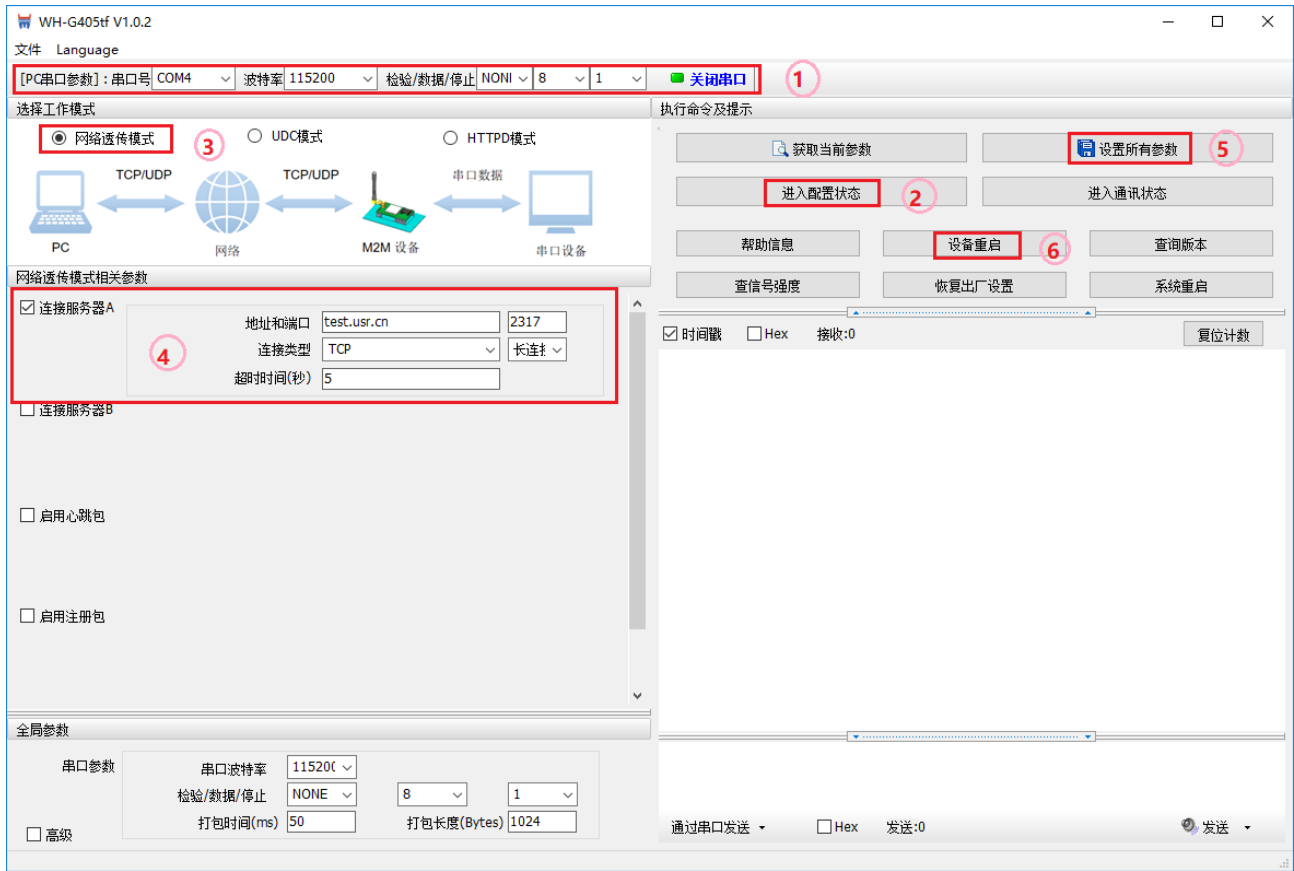 WH-G405tf V1.0.2
文件 Language
[PC串口参数]：串口号 COM4 波特率 115200 检验/数据/停止 NONI 8 1 关闭串口 1
选择工作模式
网络透传模式 3 UDC模式 HTTPD模式
TCP/UDP TCP/UDP 串口数据
PC 网络 M2M 设备 串口设备
网络透传模式相关参数
连接服务器A
地址和端口 test.usr.cn 2317
4 连接类型 TCP 长连接
超时时间(秒) 5
连接服务器B
启用心跳包
启用注册包
全局参数
串口参数 串口波特率 11520(
检验/数据/停止 NONE 8 1
打包时间(ms) 50 打包长度(Bytes) 1024
高级
执行命令及提示
获取当前参数 设置所有参数 5
进入配置状态 2 进入通讯状态
帮助信息 设备重启 6 查询版本
查信号强度 恢复出厂设置 系统重启
时间戳 Hex 接收:0 复位计数
通过串口发送 Hex 发送:0 发送